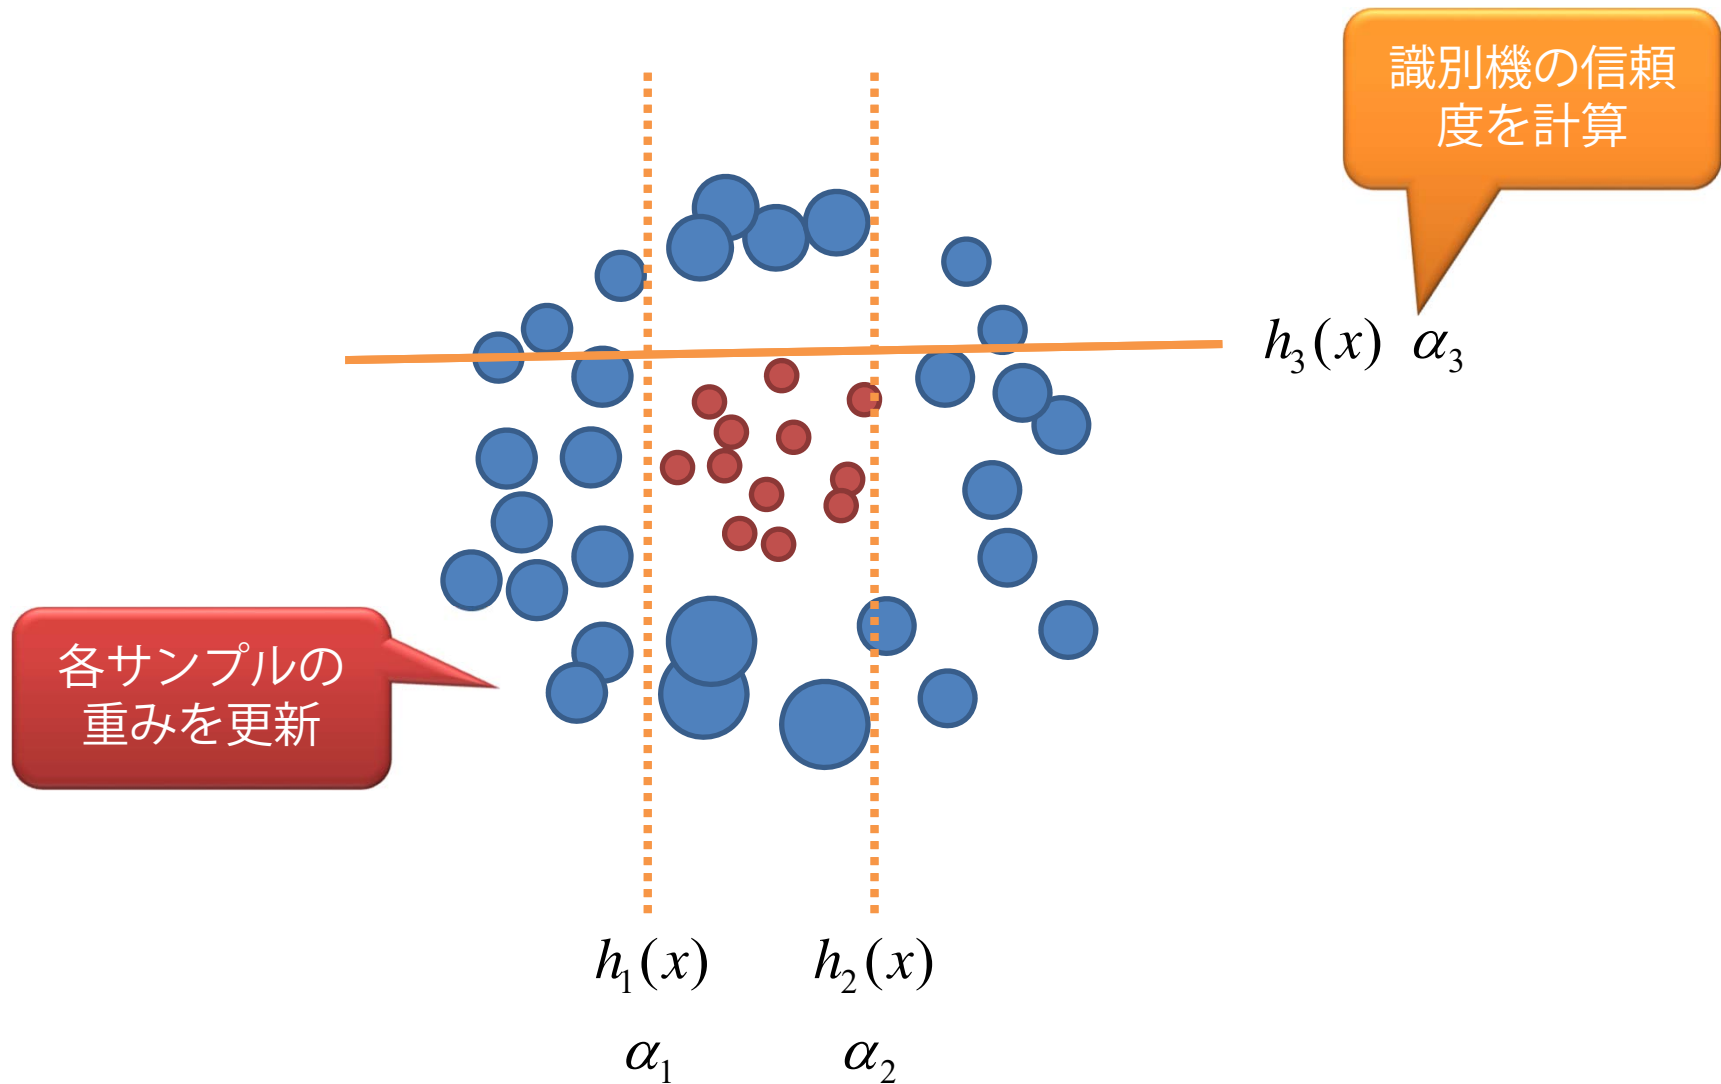 識別機の信頼
度を計算
h₃(x) α₃
各サンプルの
重みを更新
h₁(x) h₂(x)
α₁ α₂